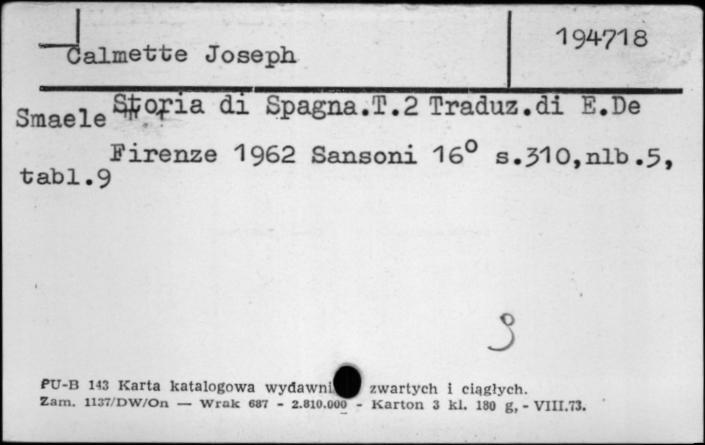 Calmette Joseph
194718
Storia di Spagna.T.2 Traduz.di E.De
Smaele
Firenze 1962 Sansoni 16° s.310,nlb.5,
tabl.9
PU-B 143 Karta katalogowa zwartych i ciągłych.
Zam. 1137/DW/On — Wrak 687 - 2.810.000 - Karton 3 kl. 180 g, - VIII.73.